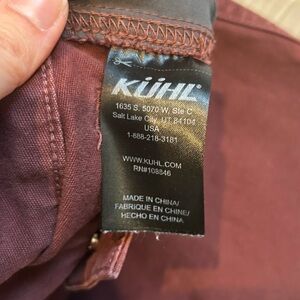 KÜHL
1635 S. 5070 W, Ste C
Salt Lake City, UT 84104
USA
1-888-218-3181
WWW.KUHL.COM
RN#108846
MADE IN CHINA/
FABRIQUE EN CHINE/
HECHO EN CHINA